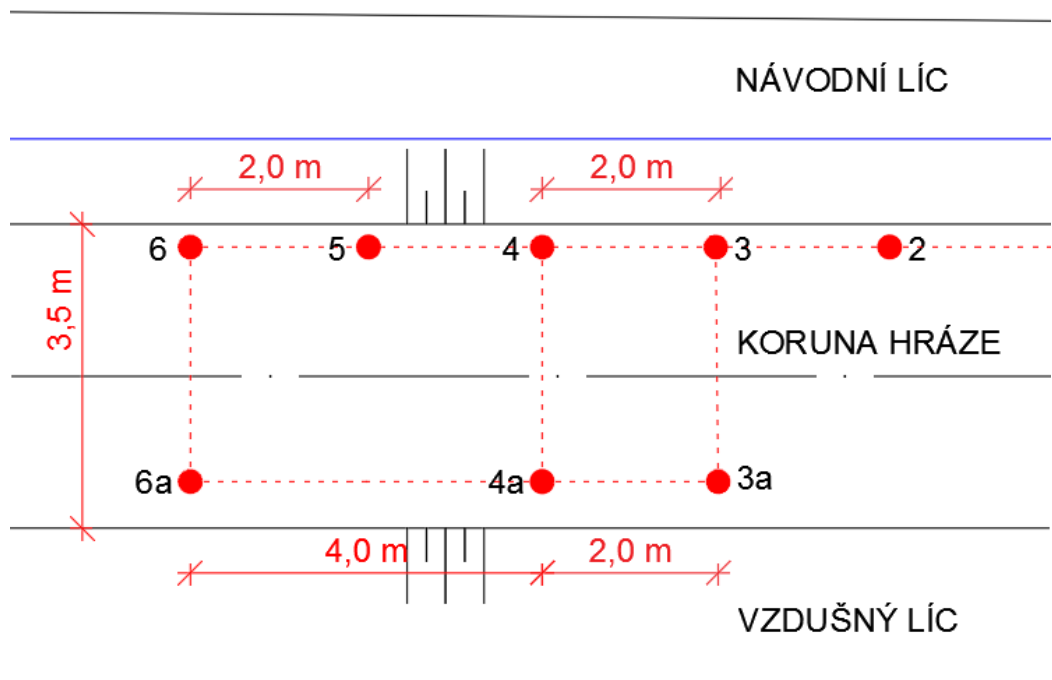 NÁVODNÍ LÍC
2,0 m
2,0 m
6
5
4
3
2
3,5 m
KORUNA HRÁZE
6a
4a
3a
4,0 m
2,0 m
VZDUŠNÝ LÍC